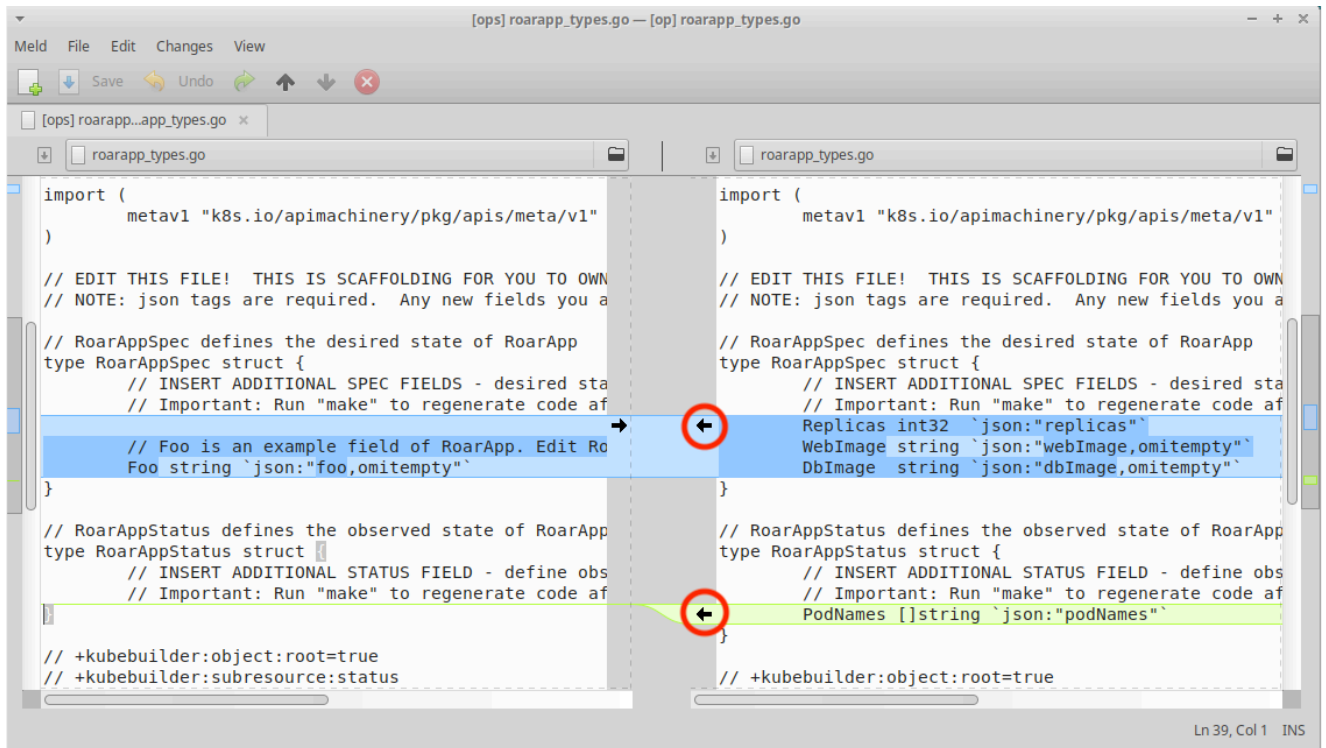 [ops] roarapp_types.go — [op] roarapp_types.go
Meld File Edit Changes View
Save Undo
[ops] roarapp...app_types.go
roarapp_types.go
import (
metav1 "k8s.io/apimachinery/pkg/apis/meta/v1"
)
// EDIT THIS FILE!  THIS IS SCAFFOLDING FOR YOU TO OWN
// NOTE: json tags are required.  Any new fields you a
// RoarAppSpec defines the desired state of RoarApp
type RoarAppSpec struct {
// INSERT ADDITIONAL SPEC FIELDS - desired sta
// Important: Run "make" to regenerate code af
// Foo is an example field of RoarApp. Edit Ro
Foo string `json:"foo,omitempty"`
}
// RoarAppStatus defines the observed state of RoarApp
type RoarAppStatus struct {
// INSERT ADDITIONAL STATUS FIELD - define obs
// Important: Run "make" to regenerate code af
}
// +kubebuilder:object:root=true
// +kubebuilder:subresource:status
roarapp_types.go
import (
metav1 "k8s.io/apimachinery/pkg/apis/meta/v1"
)
// EDIT THIS FILE!  THIS IS SCAFFOLDING FOR YOU TO OWN
// NOTE: json tags are required.  Any new fields you a
// RoarAppSpec defines the desired state of RoarApp
type RoarAppSpec struct {
// INSERT ADDITIONAL SPEC FIELDS - desired sta
// Important: Run "make" to regenerate code af
Replicas int32  `json:"replicas"`
WebImage string `json:"webImage,omitempty"`
DbImage  string `json:"dbImage,omitempty"`
}
// RoarAppStatus defines the observed state of RoarApp
type RoarAppStatus struct {
// INSERT ADDITIONAL STATUS FIELD - define obs
// Important: Run "make" to regenerate code af
PodNames []string `json:"podNames"`
}
// +kubebuilder:object:root=true
Ln 39, Col 1 INS